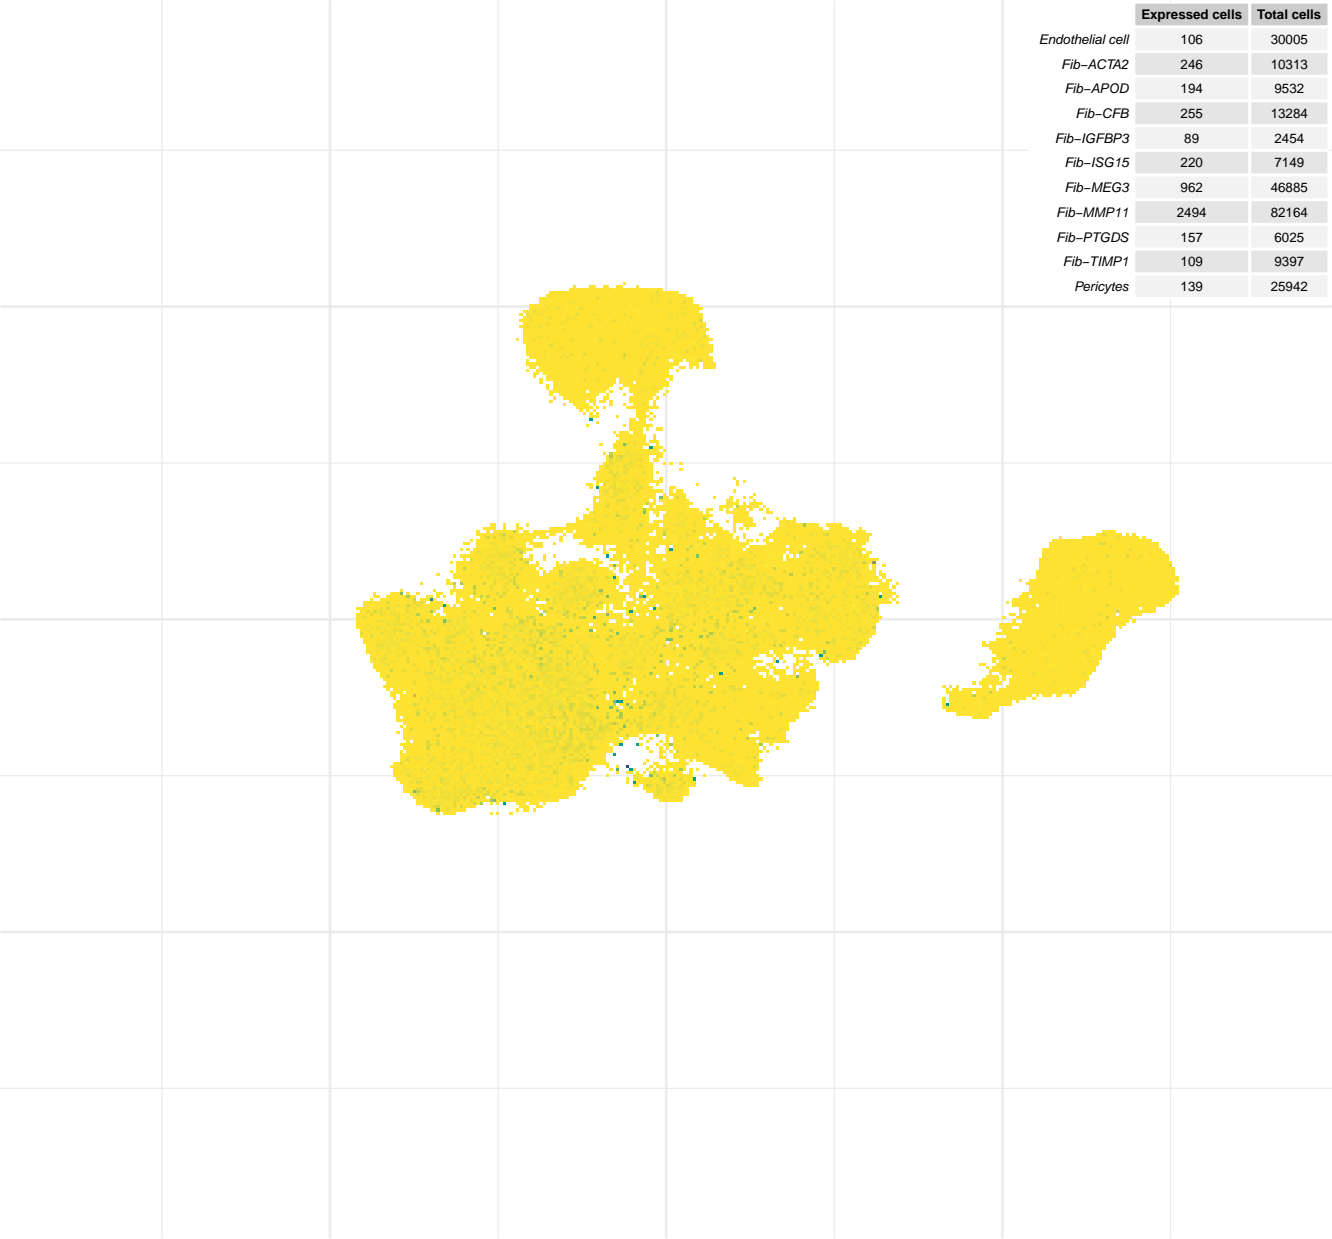 Expressed cells Total cells
Endothelial cell 106 30005
Fib−ACTA2 246 10313
Fib−APOD 194 9532
Fib−CFB 255 13284
Fib−IGFBP3 89 2454
Fib−ISG15 220 7149
Fib−MEG3 962 46885
Fib−MMP11 2494 82164
Fib−PTGDS 157 6025
Fib−TIMP1 109 9397
Pericytes 139 25942